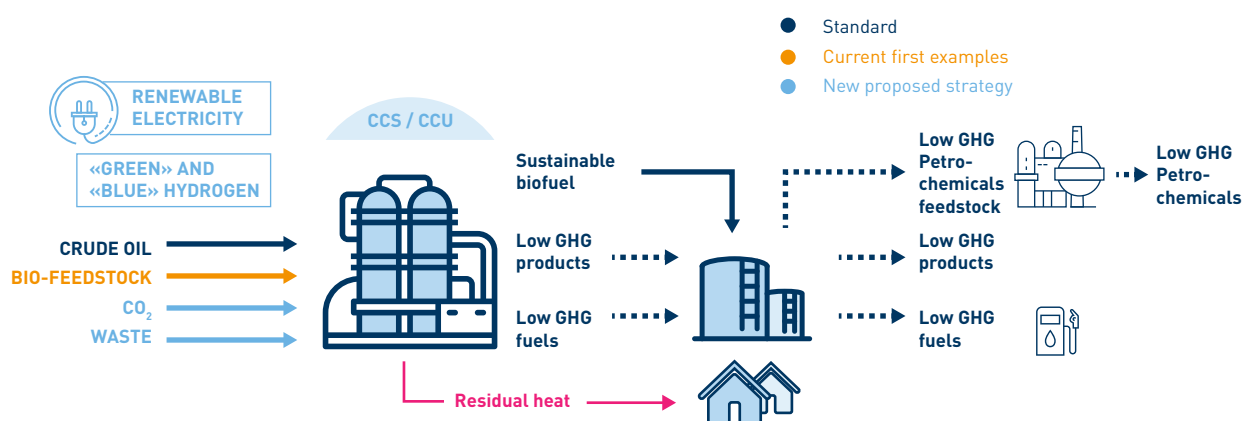 Standard
Current first examples
New proposed strategy
RENEWABLE
ELECTRICITY
«GREEN» AND
«BLUE» HYDROGEN
CCS / CCU
CRUDE OIL
BIO-FEEDSTOCK
CO₂
WASTE
Sustainable
biofuel
Low GHG
products
Low GHG
fuels
Residual heat
Low GHG
Petro-
chemicals
feedstock
Low GHG
Petro-
chemicals
Low GHG
products
Low GHG
fuels